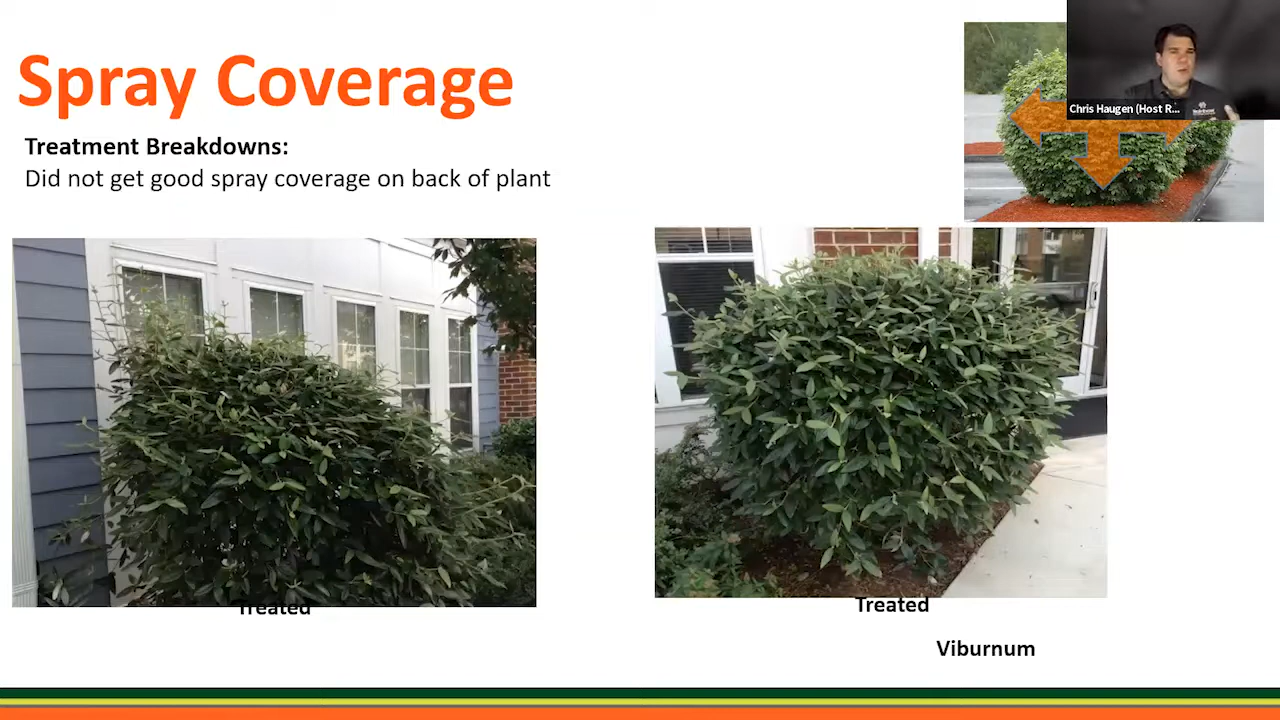 Spray Coverage
Chris Haugen (Host R...
Treatment Breakdowns:
Did not get good spray coverage on back of plant
Treated
Treated
Viburnum